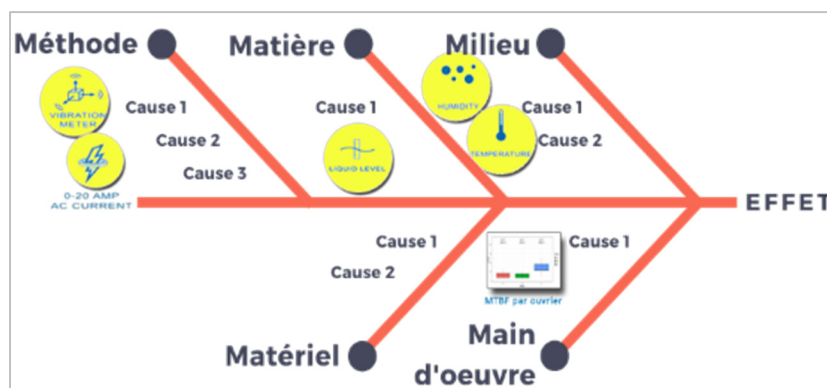 Méthode
Matière
Milieu
VIBRATION
METER
Cause 1
Cause 2
Cause 3
0-20 AMP
AC CURRENT
Cause 1
LIQUID LEVEL
HUMIDITY
TEMPERATURE
Cause 1
Cause 2
EFFET
Cause 1
Cause 2
Cause 1
MTBF par ouvrier
Matériel
Main
d'oeuvre